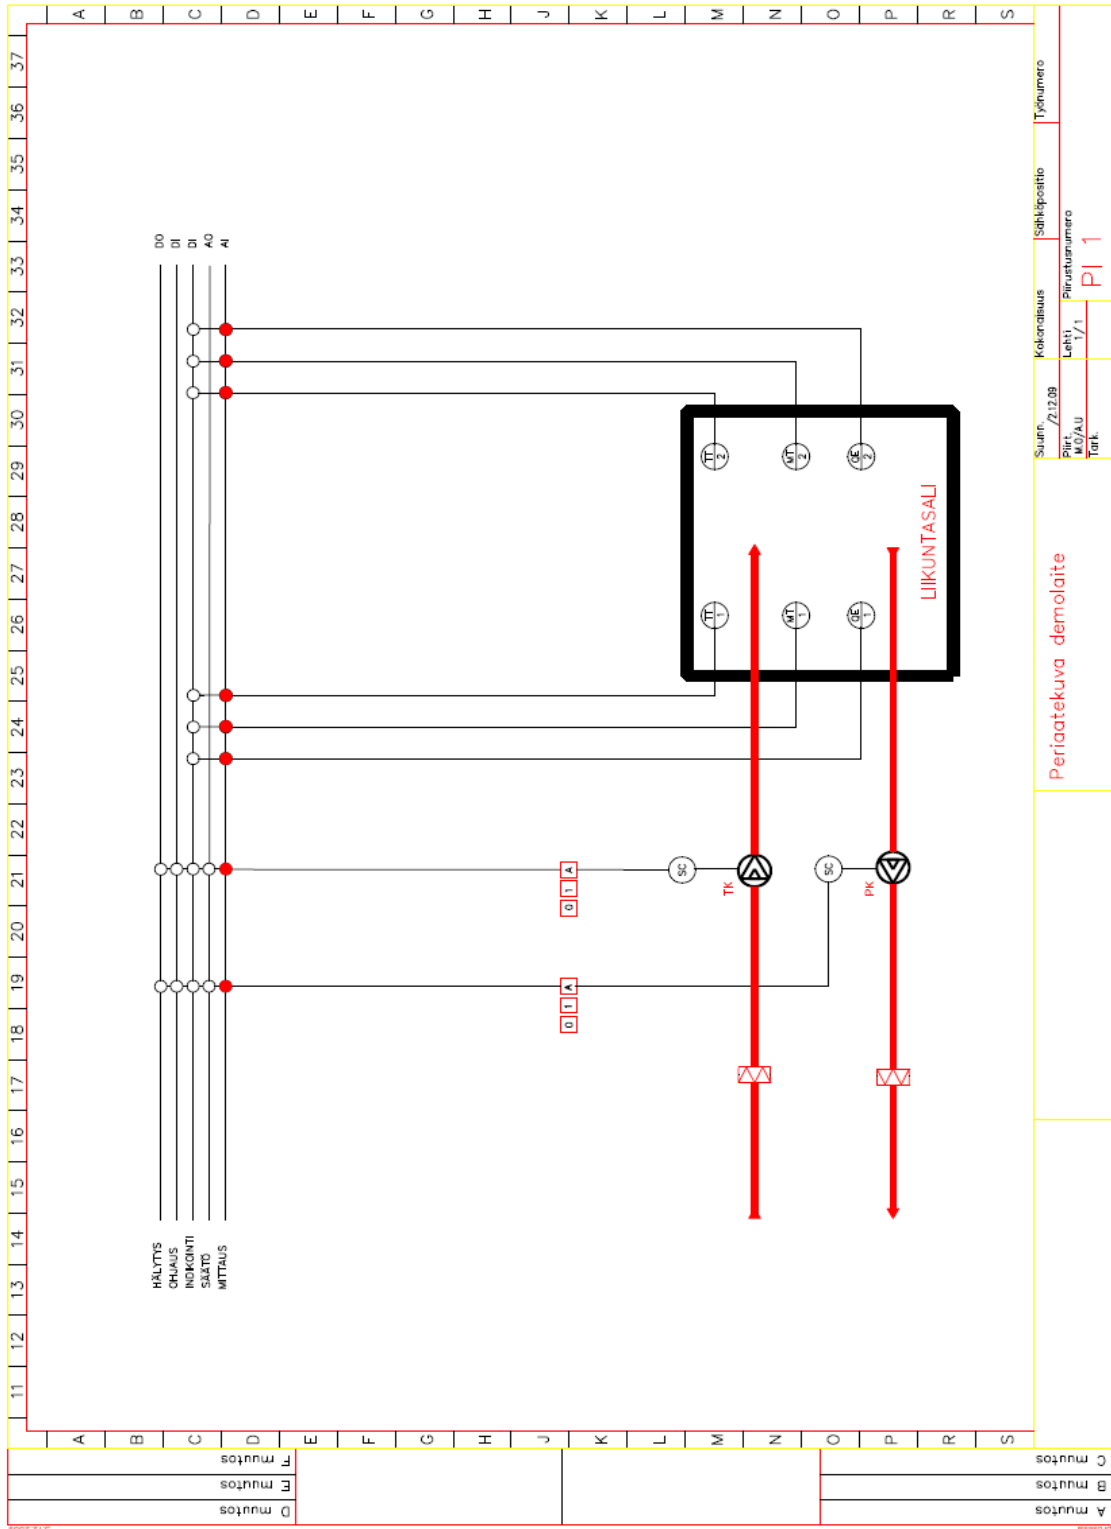 11 12 13 14 15 16 17 18 19 20 21 22 23 24 25 26 27 28 29 30 31 32 33 34 35 36 37
A
B
C
D
E
F
G
H
J
K
L
M
N
O
P
R
S
A
B
C
D
E
F
G
H
J
K
L
M
N
O
P
R
S
HÄLYTYS
OHJAUS
INDIKOINTI
SÄÄTÖ
MITTAUS
DO
DI
DI
AO
AI
0 1 A
0 1 A
SC
TK
SC
PK
TT 1
MT 1
QE 1
TT 2
MT 2
QE 2
LIIKUNTASALI
Periaatekuva demolaite
Suunn. /2.12.09
Piirt. M.O/A.U
Tark.
Kokonaisuus
Sähköpositio
Työnumero
Lehti 1/1
Piirustusnumero
PI 1
F muutos
E muutos
D muutos
C muutos
B muutos
A muutos